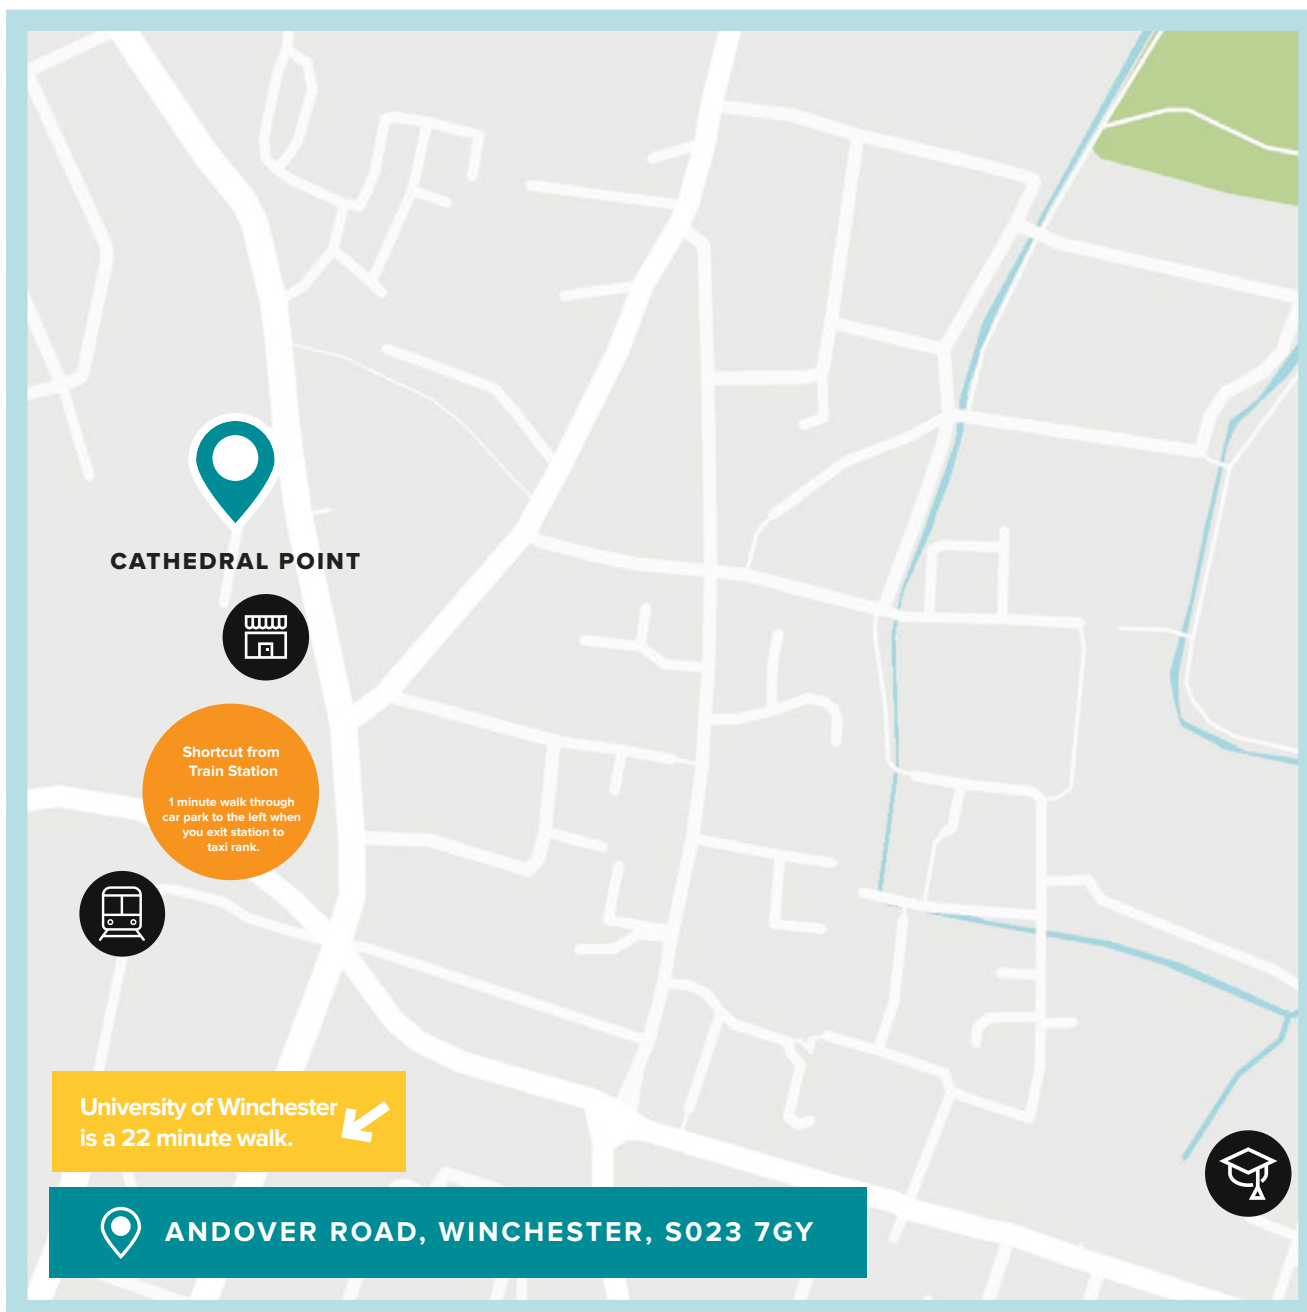 CATHEDRAL POINT
Shortcut from
Train Station
1 minute walk through
car park to the left when
you exit station to
taxi rank.
University of Winchester
is a 22 minute walk.
ANDOVER ROAD, WINCHESTER, S023 7GY